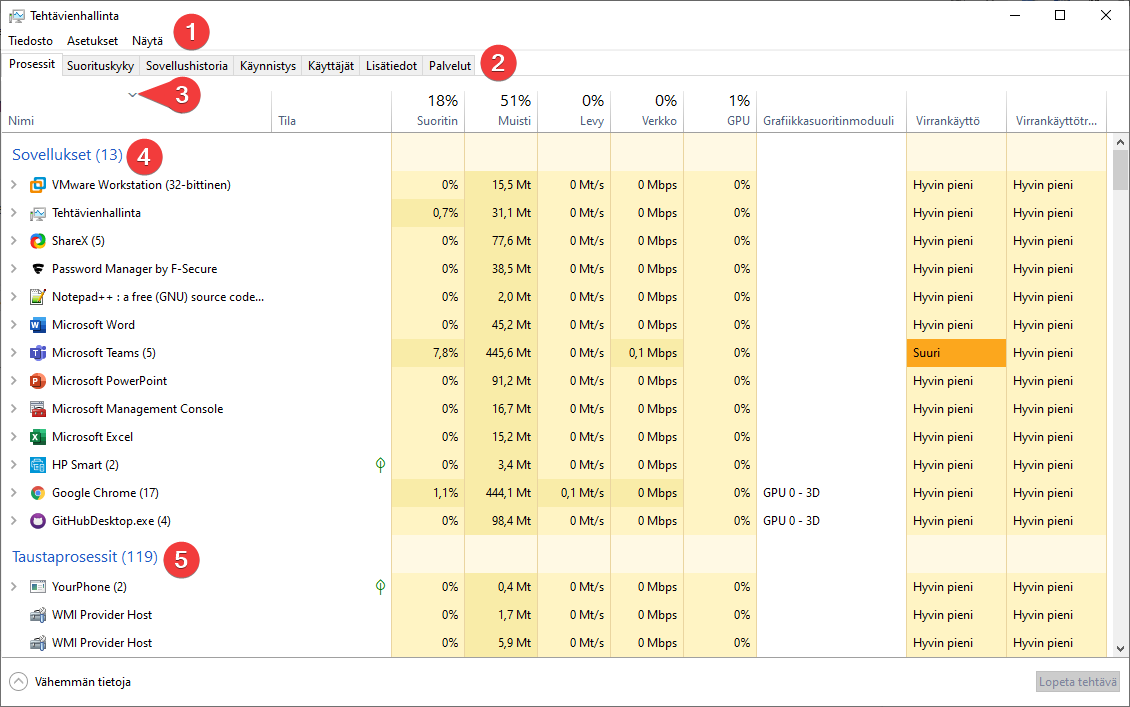 Tehtävienhallinta
Tiedosto Asetukset Näytä 1
Prosessit Suorituskyky Sovellushistoria Käynnistys Käyttäjät Lisätiedot Palvelut 2
3
18% 51% 0% 0% 1%
Nimi Tila Suoritin Muisti Levy Verkko GPU Grafiikkasuoritinmoduuli Virrankäyttö Virrankäyttötr...
Sovellukset (13) 4
VMware Workstation (32-bittinen) 0% 15,5 Mt 0 Mt/s 0 Mbps 0% Hyvin pieni Hyvin pieni
Tehtävienhallinta 0,7% 31,1 Mt 0 Mt/s 0 Mbps 0% Hyvin pieni Hyvin pieni
ShareX (5) 0% 77,6 Mt 0 Mt/s 0 Mbps 0% Hyvin pieni Hyvin pieni
Password Manager by F-Secure 0% 38,5 Mt 0 Mt/s 0 Mbps 0% Hyvin pieni Hyvin pieni
Notepad++ : a free (GNU) source code... 0% 2,0 Mt 0 Mt/s 0 Mbps 0% Hyvin pieni Hyvin pieni
Microsoft Word 0% 45,2 Mt 0 Mt/s 0 Mbps 0% Hyvin pieni Hyvin pieni
Microsoft Teams (5) 7,8% 445,6 Mt 0 Mt/s 0,1 Mbps 0% Suuri Hyvin pieni
Microsoft PowerPoint 0% 91,2 Mt 0 Mt/s 0 Mbps 0% Hyvin pieni Hyvin pieni
Microsoft Management Console 0% 16,7 Mt 0 Mt/s 0 Mbps 0% Hyvin pieni Hyvin pieni
Microsoft Excel 0% 15,2 Mt 0 Mt/s 0 Mbps 0% Hyvin pieni Hyvin pieni
HP Smart (2) 0% 3,4 Mt 0 Mt/s 0 Mbps 0% Hyvin pieni Hyvin pieni
Google Chrome (17) 1,1% 444,1 Mt 0,1 Mt/s 0 Mbps 0% GPU 0 - 3D Hyvin pieni Hyvin pieni
GitHubDesktop.exe (4) 0% 98,4 Mt 0 Mt/s 0 Mbps 0% GPU 0 - 3D Hyvin pieni Hyvin pieni
Taustaprosessit (119) 5
YourPhone (2) 0% 0,4 Mt 0 Mt/s 0 Mbps 0% Hyvin pieni Hyvin pieni
WMI Provider Host 0% 1,7 Mt 0 Mt/s 0 Mbps 0% Hyvin pieni Hyvin pieni
WMI Provider Host 0% 5,9 Mt 0 Mt/s 0 Mbps 0% Hyvin pieni Hyvin pieni
Vähemmän tietoja Lopeta tehtävä